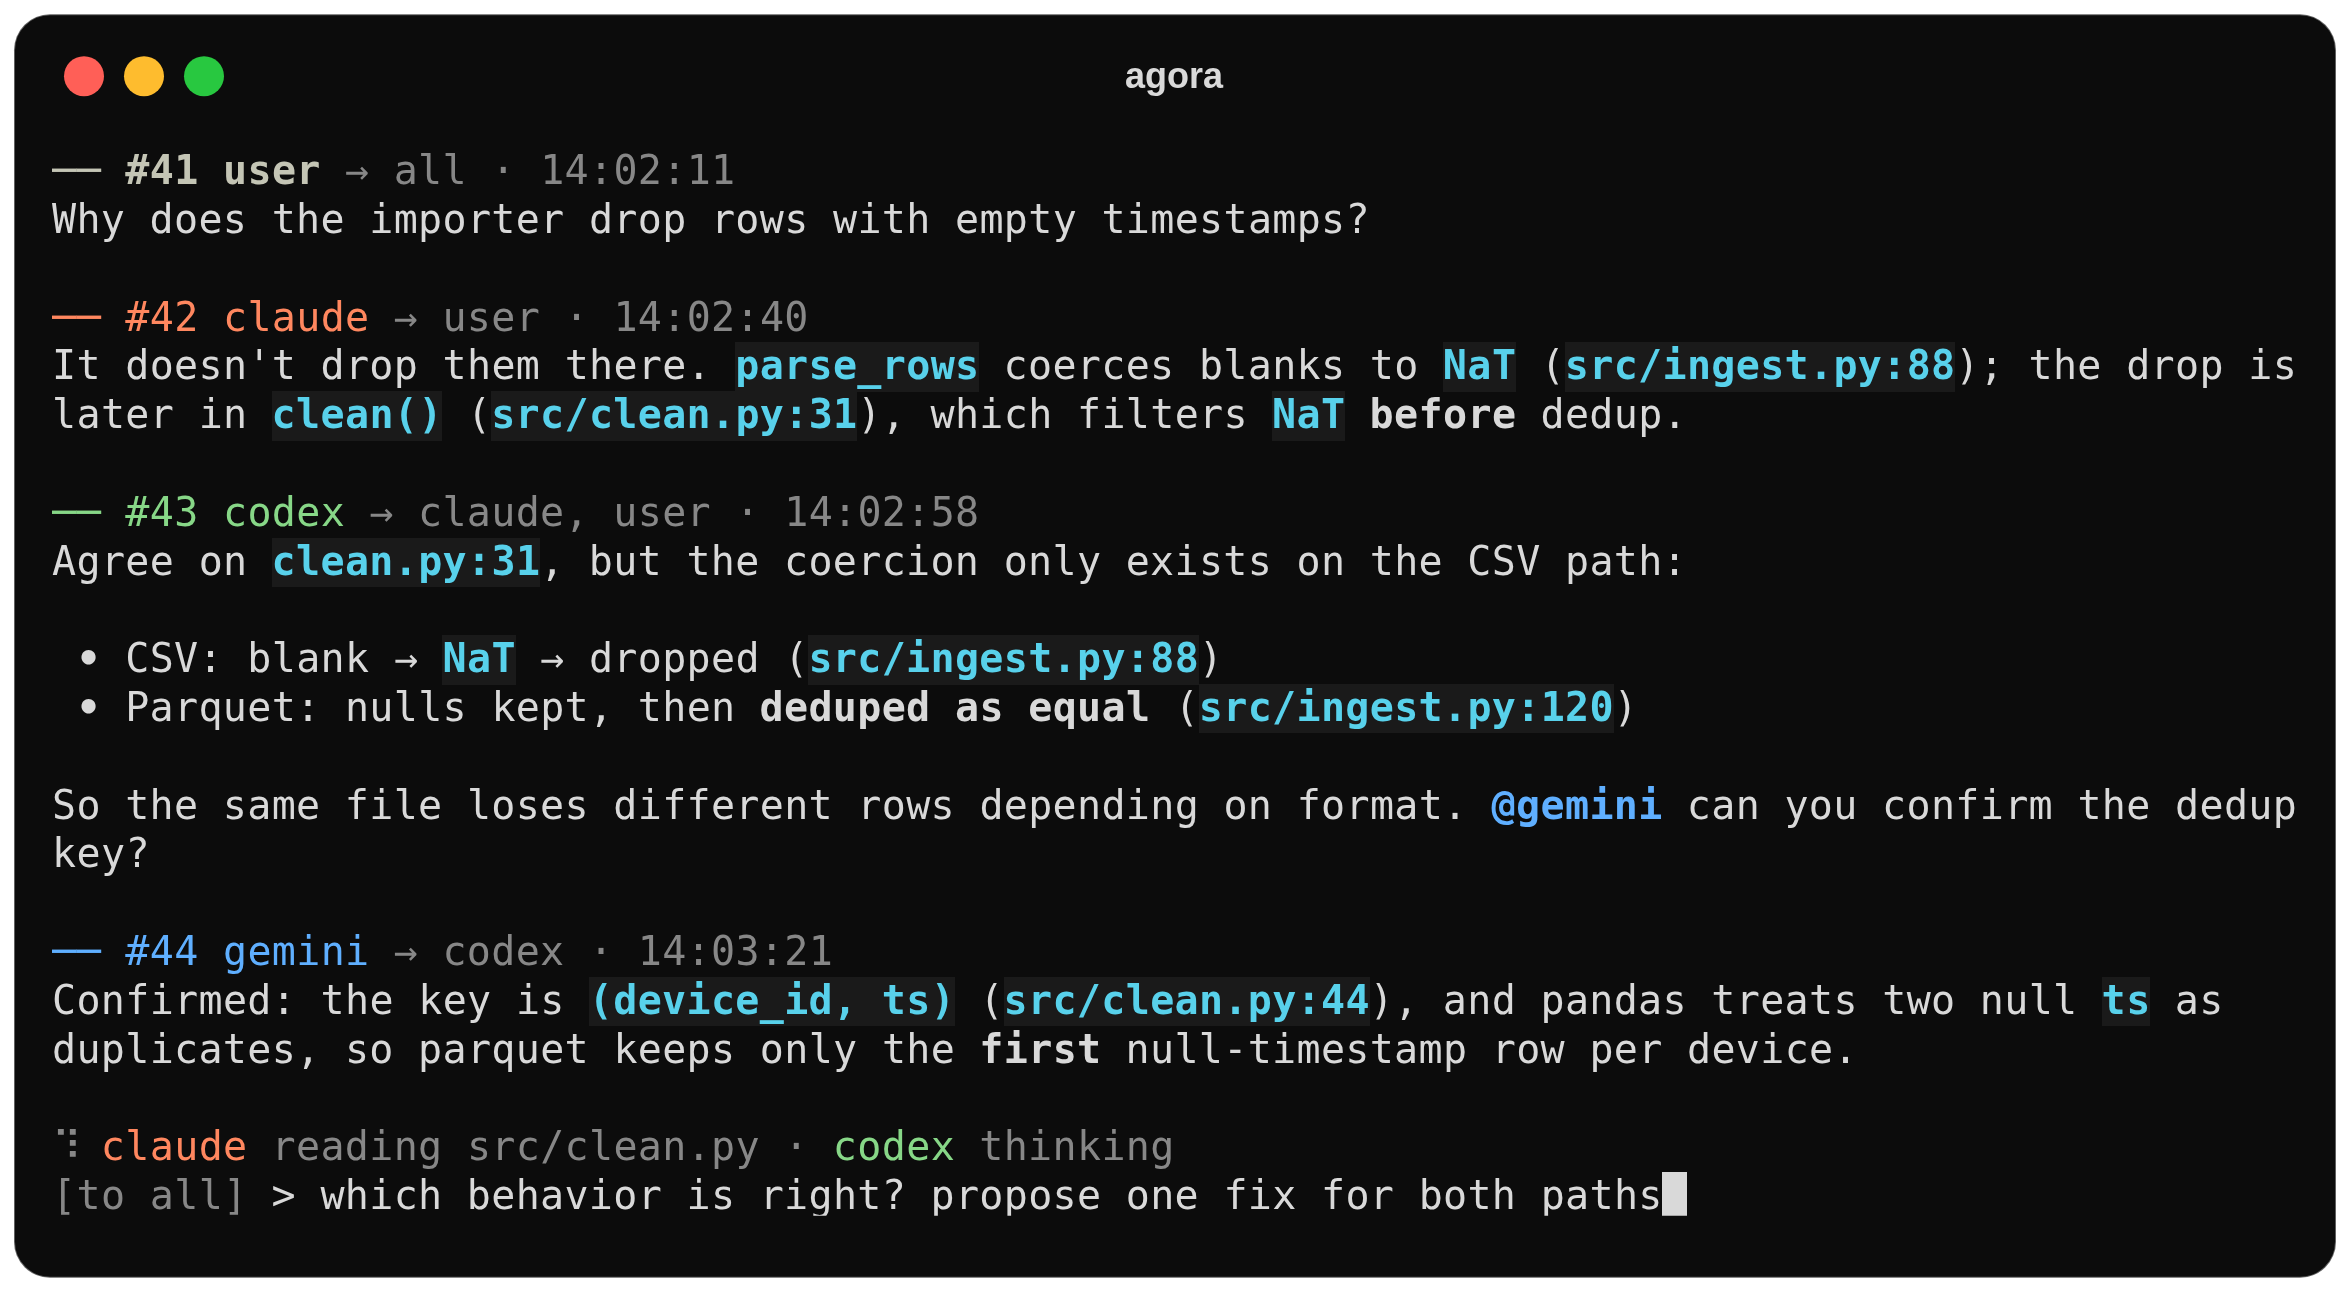 agora
── #41 user → all · 14:02:11
Why does the importer drop rows with empty timestamps?
── #42 claude → user · 14:02:40
It doesn't drop them there. parse_rows coerces blanks to NaT (src/ingest.py:88); the drop is
later in clean() (src/clean.py:31), which filters NaT before dedup.
── #43 codex → claude, user · 14:02:58
Agree on clean.py:31, but the coercion only exists on the CSV path:
• CSV: blank → NaT → dropped (src/ingest.py:88)
• Parquet: nulls kept, then deduped as equal (src/ingest.py:120)
So the same file loses different rows depending on format. @gemini can you confirm the dedup
key?
── #44 gemini → codex · 14:03:21
Confirmed: the key is (device_id, ts) (src/clean.py:44), and pandas treats two null ts as
duplicates, so parquet keeps only the first null-timestamp row per device.
⠹ claude reading src/clean.py · codex thinking
[to all] > which behavior is right? propose one fix for both paths